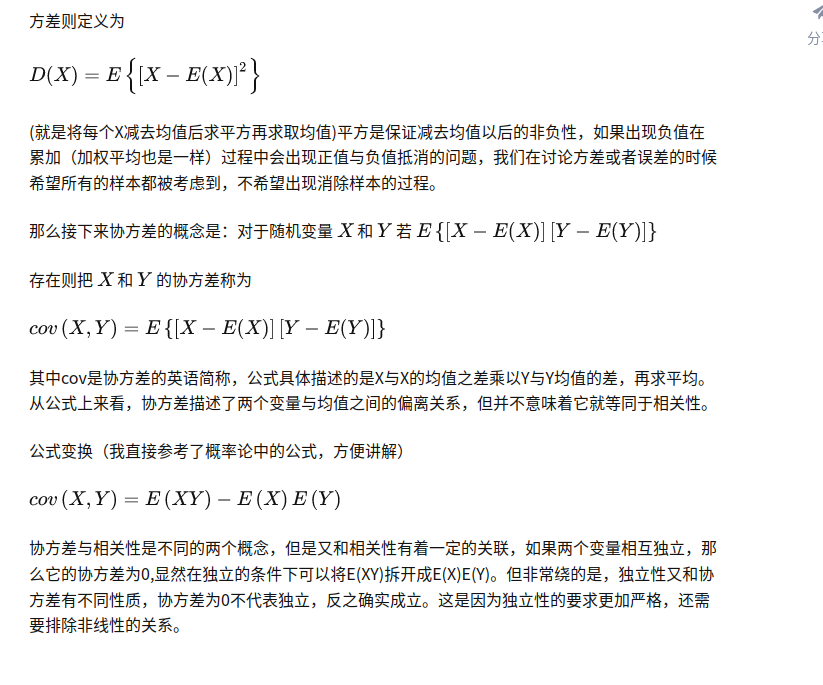 方差则定义为
分
D(X) = E{[X − E(X)]²}
(就是将每个X减去均值后求平方再求取均值)平方是保证减去均值以后的非负性，如果出现负值在
累加（加权平均也是一样）过程中会出现正值与负值抵消的问题，我们在讨论方差或者误差的时候
希望所有的样本都被考虑到，不希望出现消除样本的过程。
那么接下来协方差的概念是：对于随机变量 X 和 Y 若 E {[X − E(X)] [Y − E(Y)]}
存在则把 X 和 Y 的协方差称为
cov (X, Y) = E {[X − E(X)] [Y − E(Y)]}
其中cov是协方差的英语简称，公式具体描述的是X与X的均值之差乘以Y与Y均值的差，再求平均。
从公式上来看，协方差描述了两个变量与均值之间的偏离关系，但并不意味着它就等同于相关性。
公式变换（我直接参考了概率论中的公式，方便讲解）
cov (X, Y) = E (XY) − E (X) E (Y)
协方差与相关性是不同的两个概念，但是又和相关性有着一定的关联，如果两个变量相互独立，那
么它的协方差为0,显然在独立的条件下可以将E(XY)拆开成E(X)E(Y)。但非常绕的是，独立性又和协
方差有不同性质，协方差为0不代表独立，反之确实成立。这是因为独立性的要求更加严格，还需
要排除非线性的关系。